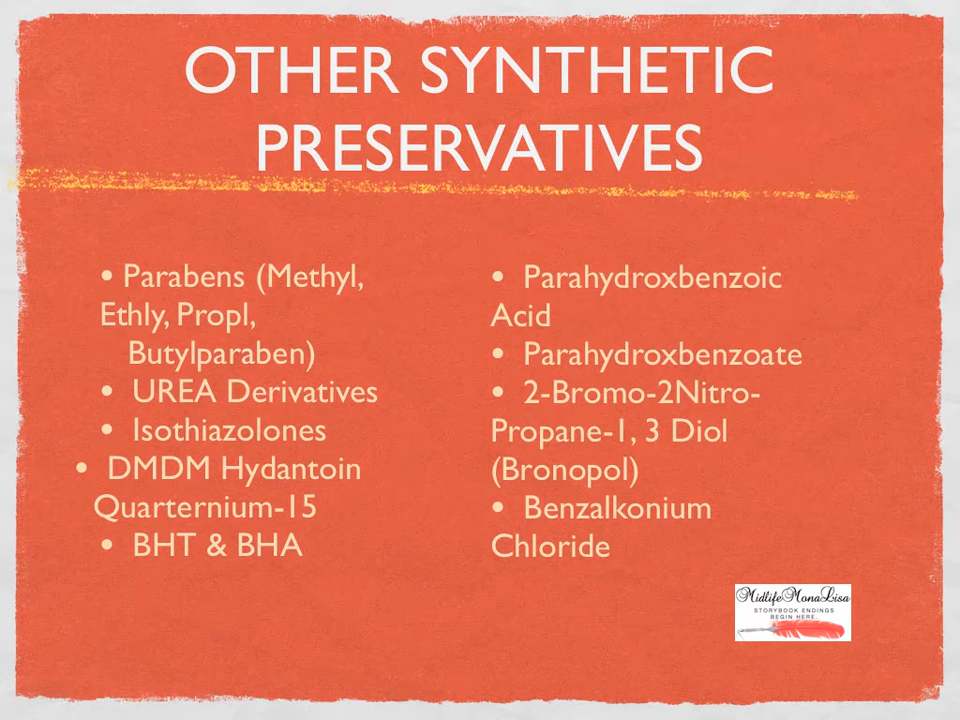 OTHER SYNTHETIC
PRESERVATIVES
• Parabens (Methyl,
Ethly, Propl,
Butylparaben)
• UREA Derivatives
• Isothiazolones
• DMDM Hydantoin
Quarternium-15
• BHT & BHA
• Parahydroxbenzoic
Acid
• Parahydroxbenzoate
• 2-Bromo-2Nitro-
Propane-1, 3 Diol
(Bronopol)
• Benzalkonium
Chloride
MidlifeMonaLisa
STORYBOOK ENDINGS
BEGIN HERE.